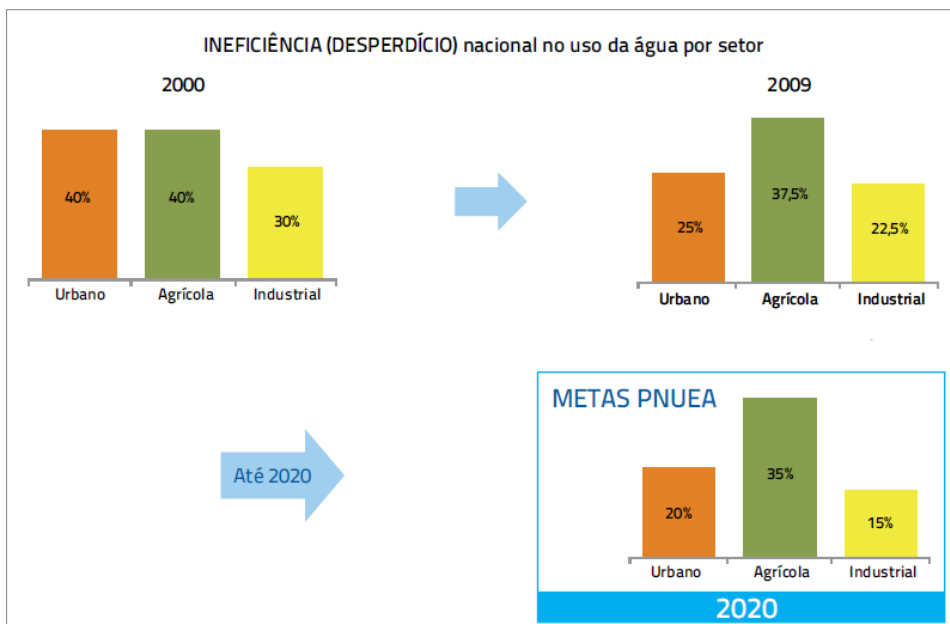 INEFICIÊNCIA (DESPERDÍCIO) nacional no uso da água por setor
2000
40%
40%
30%
Urbano
Agrícola
Industrial
2009
25%
37,5%
22,5%
Urbano
Agrícola
Industrial
Até 2020
METAS PNUEA
20%
35%
15%
Urbano
Agrícola
Industrial
2020